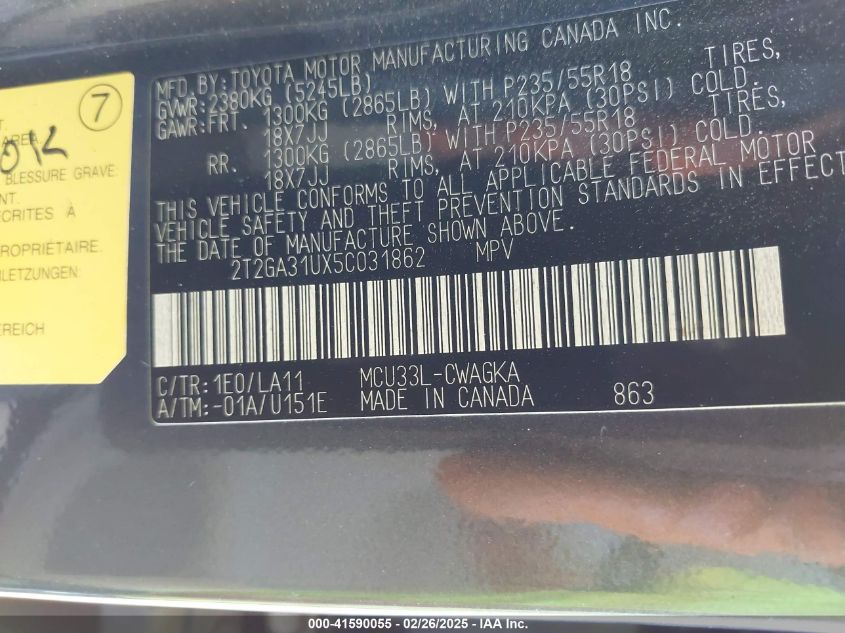 7
T.
AREA
BLESSURE GRAVE
NT.
ÉCRITES À
PROPRIÉTAIRE.
RLETZUNGEN
BEREICH
MFD. BY: TOYOTA MOTOR MANUFACTURING CANADA INC.
GVWR: 2380KG (5245LB)
GAWR: FRT. 1300KG (2865LB) WITH P235/55R18 TIRES,
18X7JJ RIMS, AT 210KPA (30PSI) COLD.
RR. 1300KG (2865LB) WITH P235/55R18 TIRES,
18X7JJ RIMS, AT 210KPA (30PSI) COLD.
THIS VEHICLE CONFORMS TO ALL APPLICABLE FEDERAL MOTOR
VEHICLE SAFETY AND THEFT PREVENTION STANDARDS IN EFFECT
THE DATE OF MANUFACTURE SHOWN ABOVE.
2T2GA31UX5C031862 MPV
C/TR: 1E0/LA11 MCU33L-CWAGKA
A/TM: -01A/U151E MADE IN CANADA 863
000-41590055 - 02/26/2025 - IAA Inc.